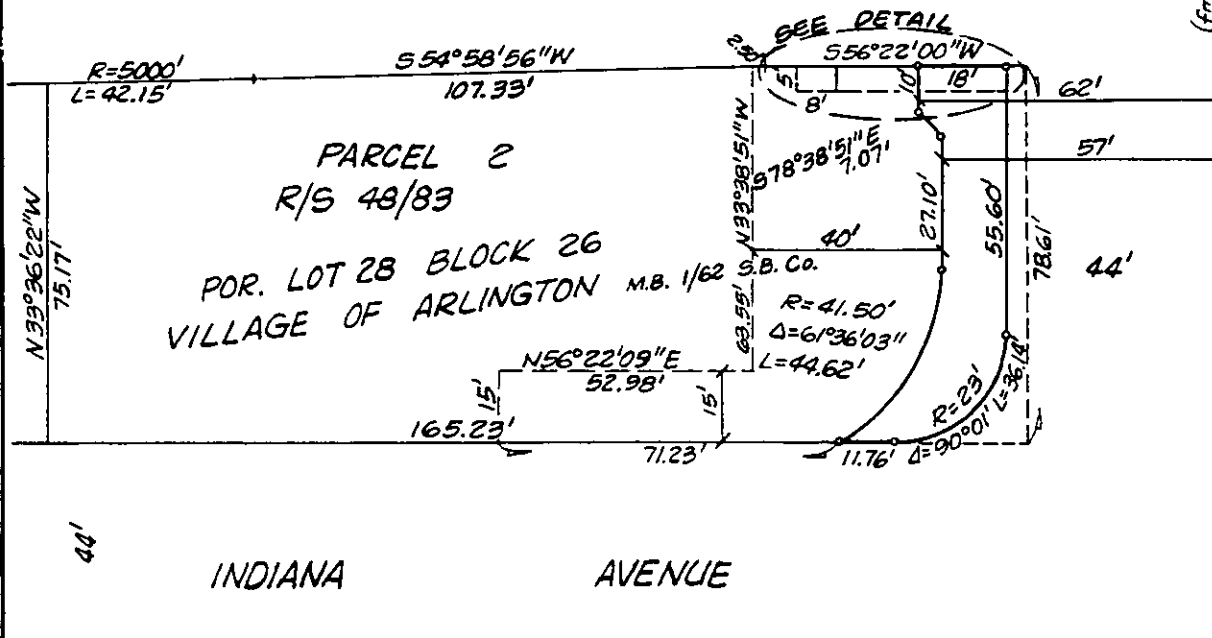 (fr
SEE DETAIL
S 54°58'56"W
2.50'
S56°22'00"W
R=5000'
L=42.15'
107.33'
5'
8'
10'
18'
62'
PARCEL 2
R/S 48/83
N33°38'51"W
S78°38'51"E
7.07'
57'
N33°36'22"W
75.17'
27.10'
55.60'
78.61'
40'
44'
POR. LOT 28 BLOCK 26
VILLAGE OF ARLINGTON M.B. 1/62 S.B. Co.
63.55'
R=41.50'
Δ=61°36'03"
L=44.62'
N56°22'09"E
52.98'
15'
15'
R=23'
L=36.14'
Δ=90°01'
165.23'
71.23'
11.76'
44'
INDIANA AVENUE